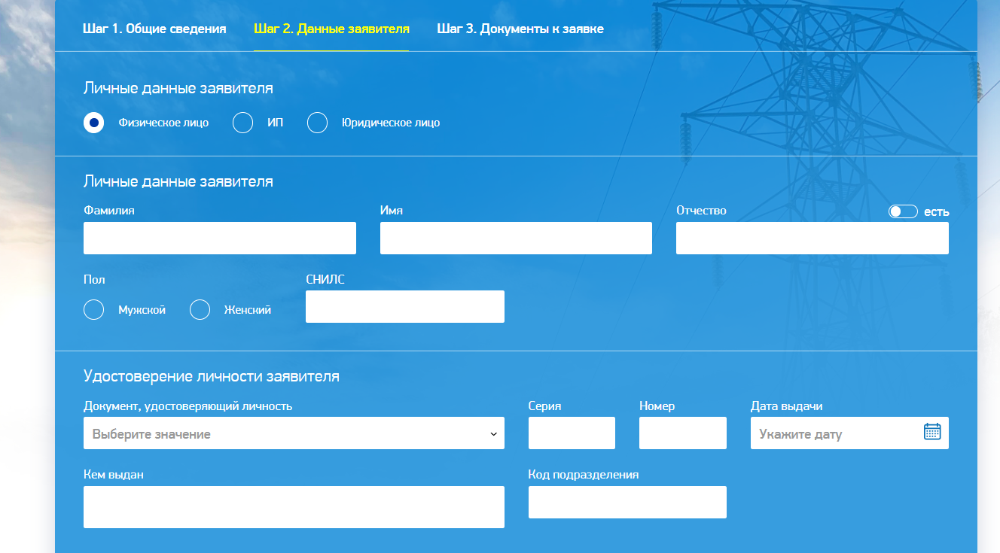 Шаг 1. Общие сведения Шаг 2. Данные заявителя Шаг 3. Документы к заявке
Личные данные заявителя
Физическое лицо ИП Юридическое лицо
Личные данные заявителя
Фамилия Имя Отчество есть
Пол СНИЛС
Мужской Женский
Удостоверение личности заявителя
Документ, удостоверяющий личность Серия Номер Дата выдачи
Выберите значение Укажите дату
Кем выдан Код подразделения